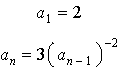 a₁ = 2
aₙ = 3(aₙ₋₁)⁻²